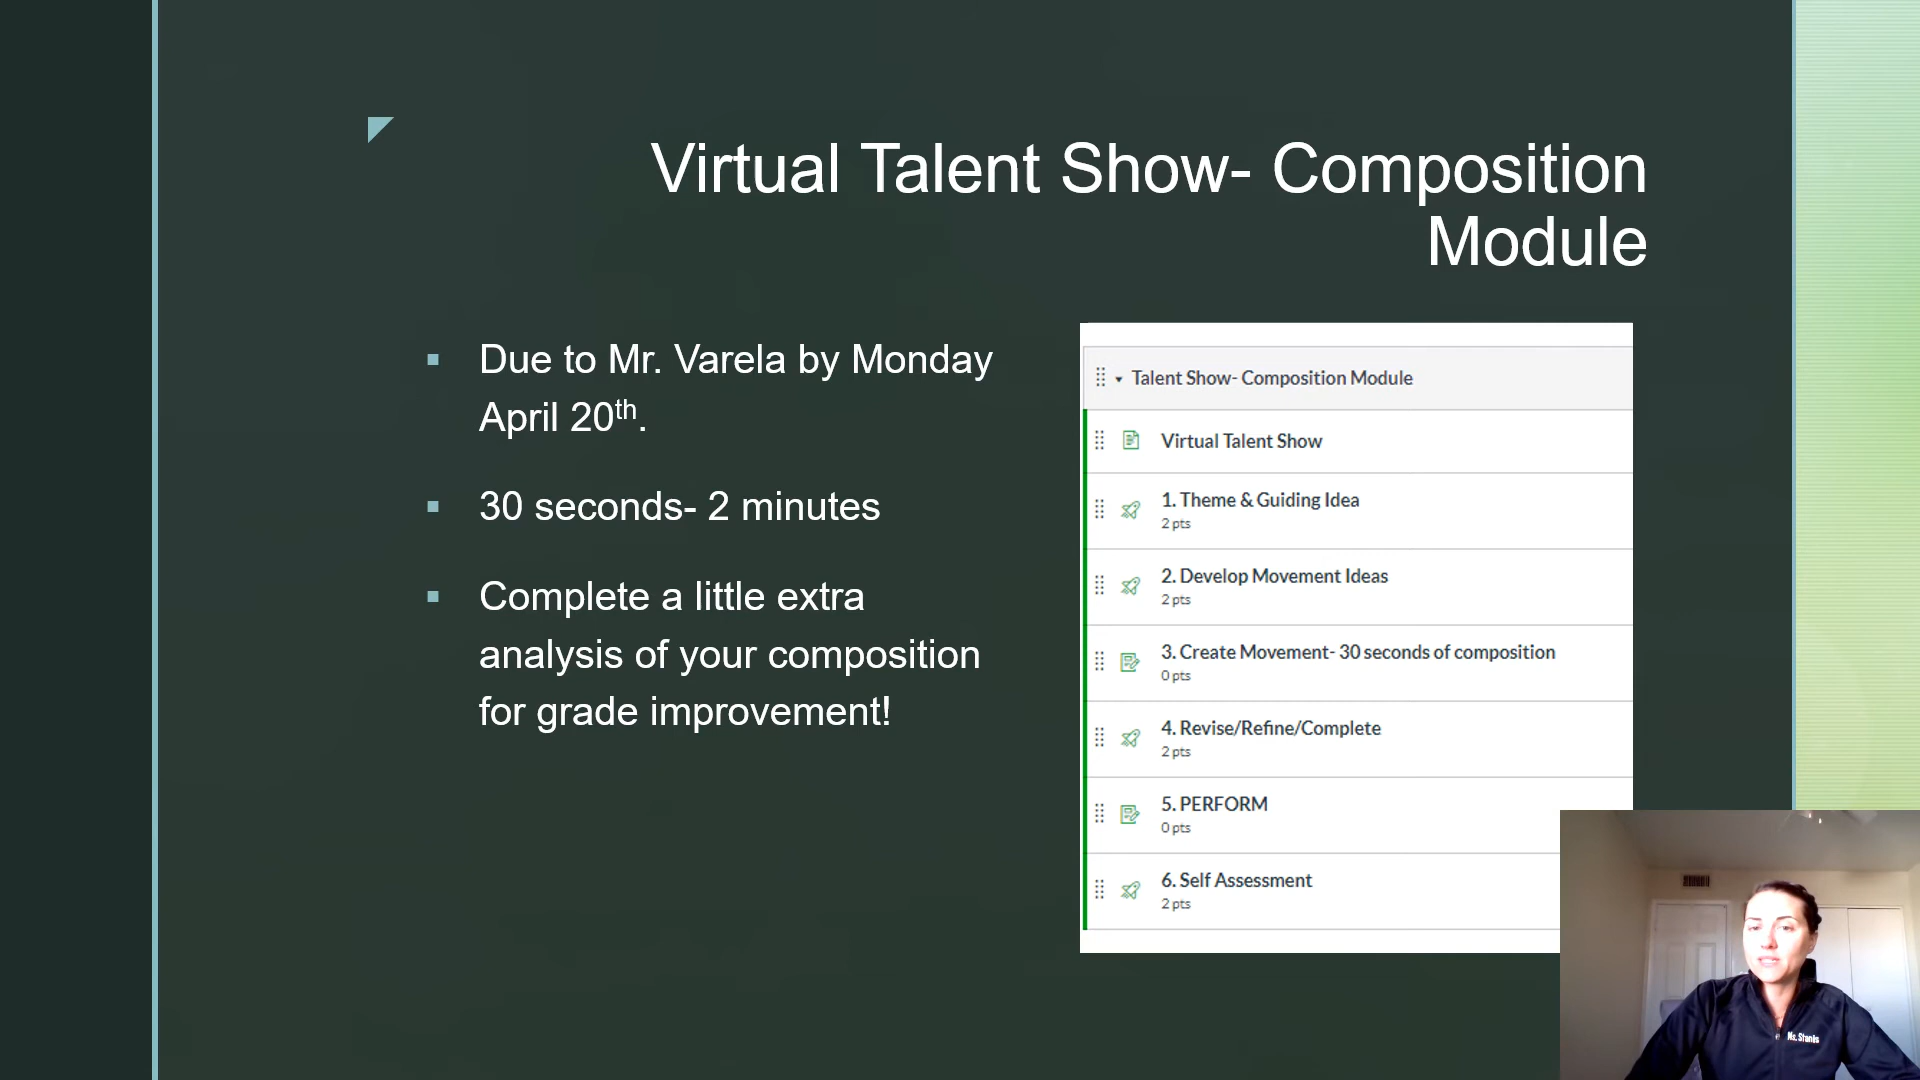 Virtual Talent Show- Composition
Module
Due to Mr. Varela by Monday
April 20th.
30 seconds- 2 minutes
Complete a little extra
analysis of your composition
for grade improvement!
Talent Show- Composition Module
Virtual Talent Show
1. Theme & Guiding Idea
2 pts
2. Develop Movement Ideas
2 pts
3. Create Movement- 30 seconds of composition
0 pts
4. Revise/Refine/Complete
2 pts
5. PERFORM
0 pts
6. Self Assessment
2 pts